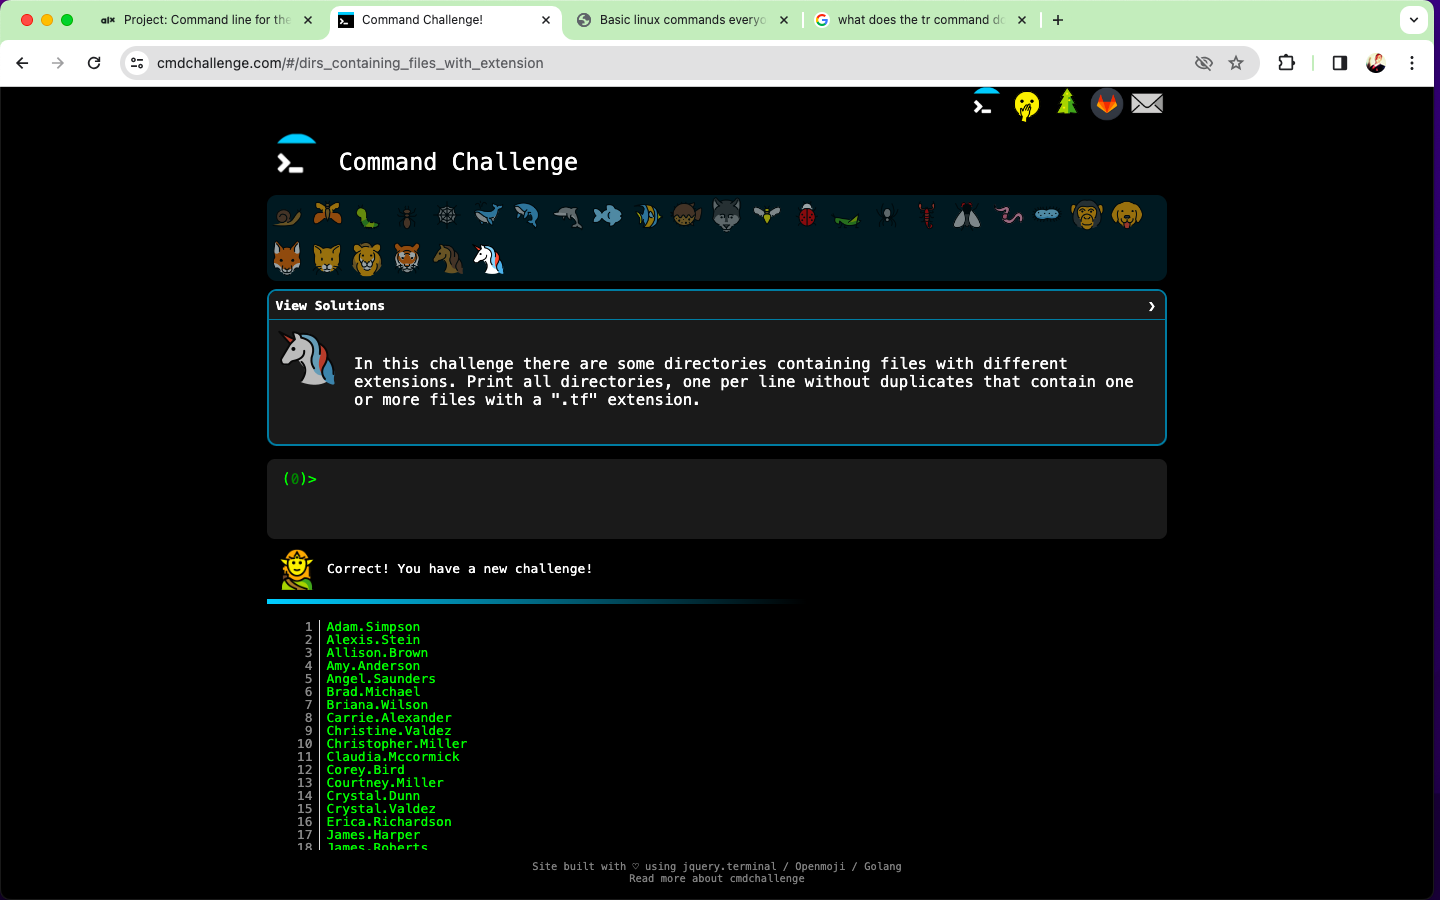 alx Project: Command line for the
Command Challenge!
Basic linux commands everyo
what does the tr command do
cmdchallenge.com/#/dirs_containing_files_with_extension
Command Challenge
View Solutions
In this challenge there are some directories containing files with different
extensions. Print all directories, one per line without duplicates that contain one
or more files with a ".tf" extension.
(0)>
Correct! You have a new challenge!
1 Adam.Simpson
2 Alexis.Stein
3 Allison.Brown
4 Amy.Anderson
5 Angel.Saunders
6 Brad.Michael
7 Briana.Wilson
8 Carrie.Alexander
9 Christine.Valdez
10 Christopher.Miller
11 Claudia.Mccormick
12 Corey.Bird
13 Courtney.Miller
14 Crystal.Dunn
15 Crystal.Valdez
16 Erica.Richardson
17 James.Harper
18 James.Roberts
Site built with ♡ using jquery.terminal / Openmoji / Golang
Read more about cmdchallenge